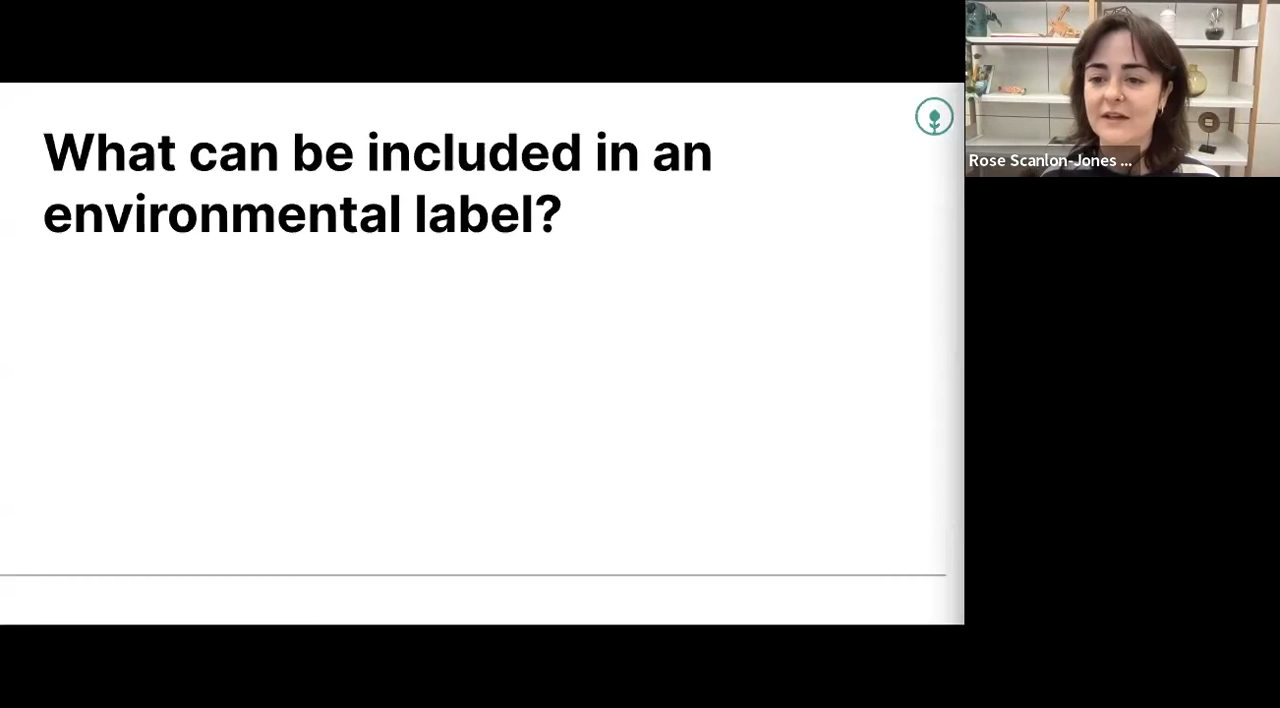 What can be included in an
environmental label?
Rose Scanlon-Jones ...